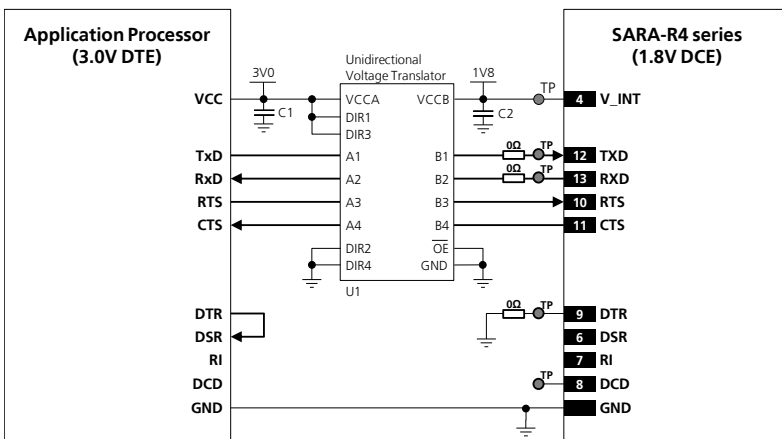 Application Processor
(3.0V DTE)
SARA-R4 series
(1.8V DCE)
Unidirectional
Voltage Translator
3V0
1V8
TP
VCC
VCCA
VCCB
4
V_INT
C1
C2
DIR1
DIR3
TxD
A1
B1
0Ω
TP
12
TXD
RxD
A2
B2
0Ω
TP
13
RXD
RTS
A3
B3
10
RTS
CTS
A4
B4
11
CTS
DIR2
OE
DIR4
GND
U1
DTR
0Ω
TP
9
DTR
DSR
6
DSR
RI
7
RI
DCD
TP
8
DCD
GND
GND